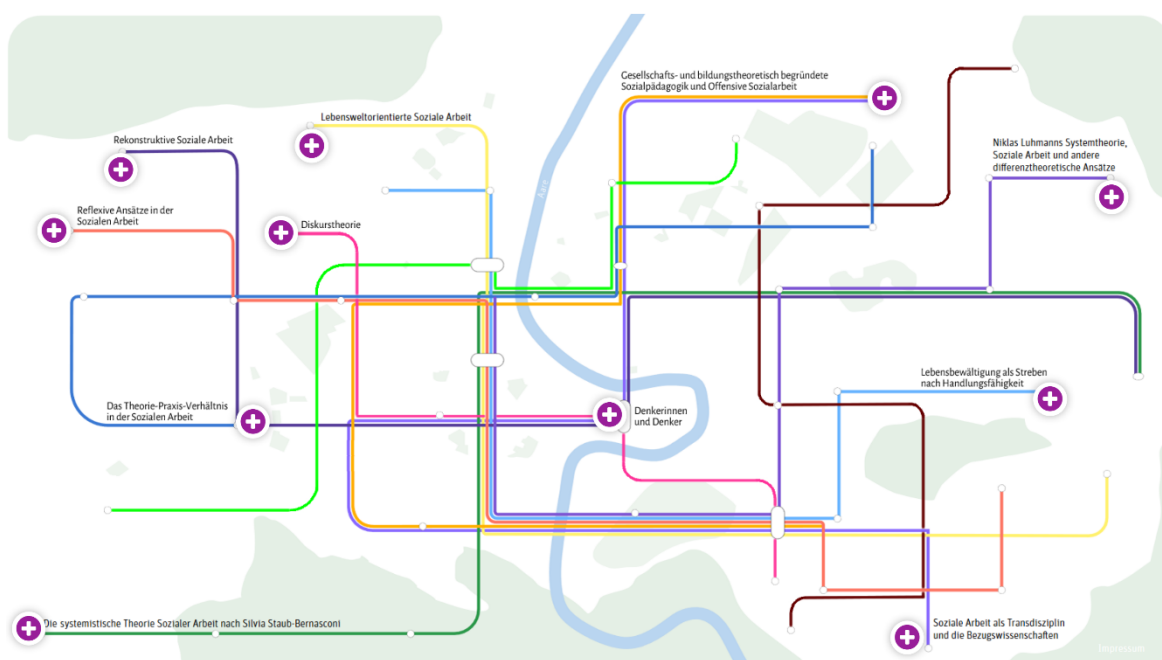 Gesellschafts- und bildungstheoretisch begründete
Sozialpädagogik und Offensive Sozialarbeit
Lebensweltorientierte Soziale Arbeit
Rekonstruktive Soziale Arbeit
Niklas Luhmanns Systemtheorie,
Soziale Arbeit und andere
differenztheoretische Ansätze
Aare
Reflexive Ansätze in der
Sozialen Arbeit
Diskurstheorie
Lebensbewältigung als Streben
nach Handlungsfähigkeit
Das Theorie-Praxis-Verhältnis
in der Sozialen Arbeit
Denkerinnen
und Denker
Die systemistische Theorie Sozialer Arbeit nach Silvia Staub-Bernasconi
Soziale Arbeit als Transdisziplin
und die Bezugswissenschaften
Impressum